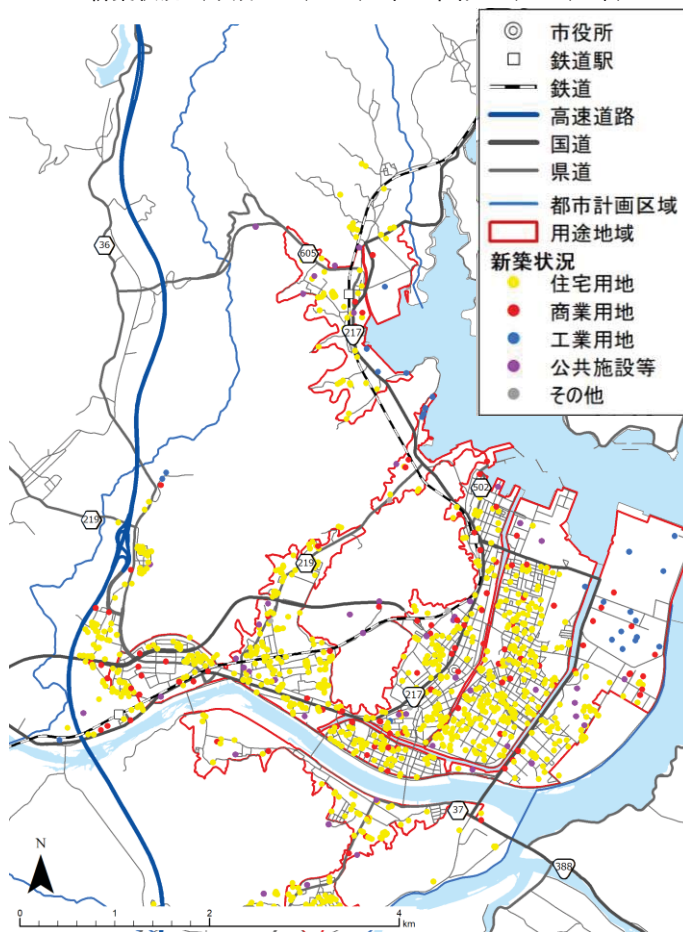 市役所
鉄道駅
鉄道
高速道路
国道
県道
都市計画区域
用途地域
新築状況
住宅用地
商業用地
工業用地
公共施設等
その他
36
605
217
502
219
219
217
37
388
N
0 1 2 4
km